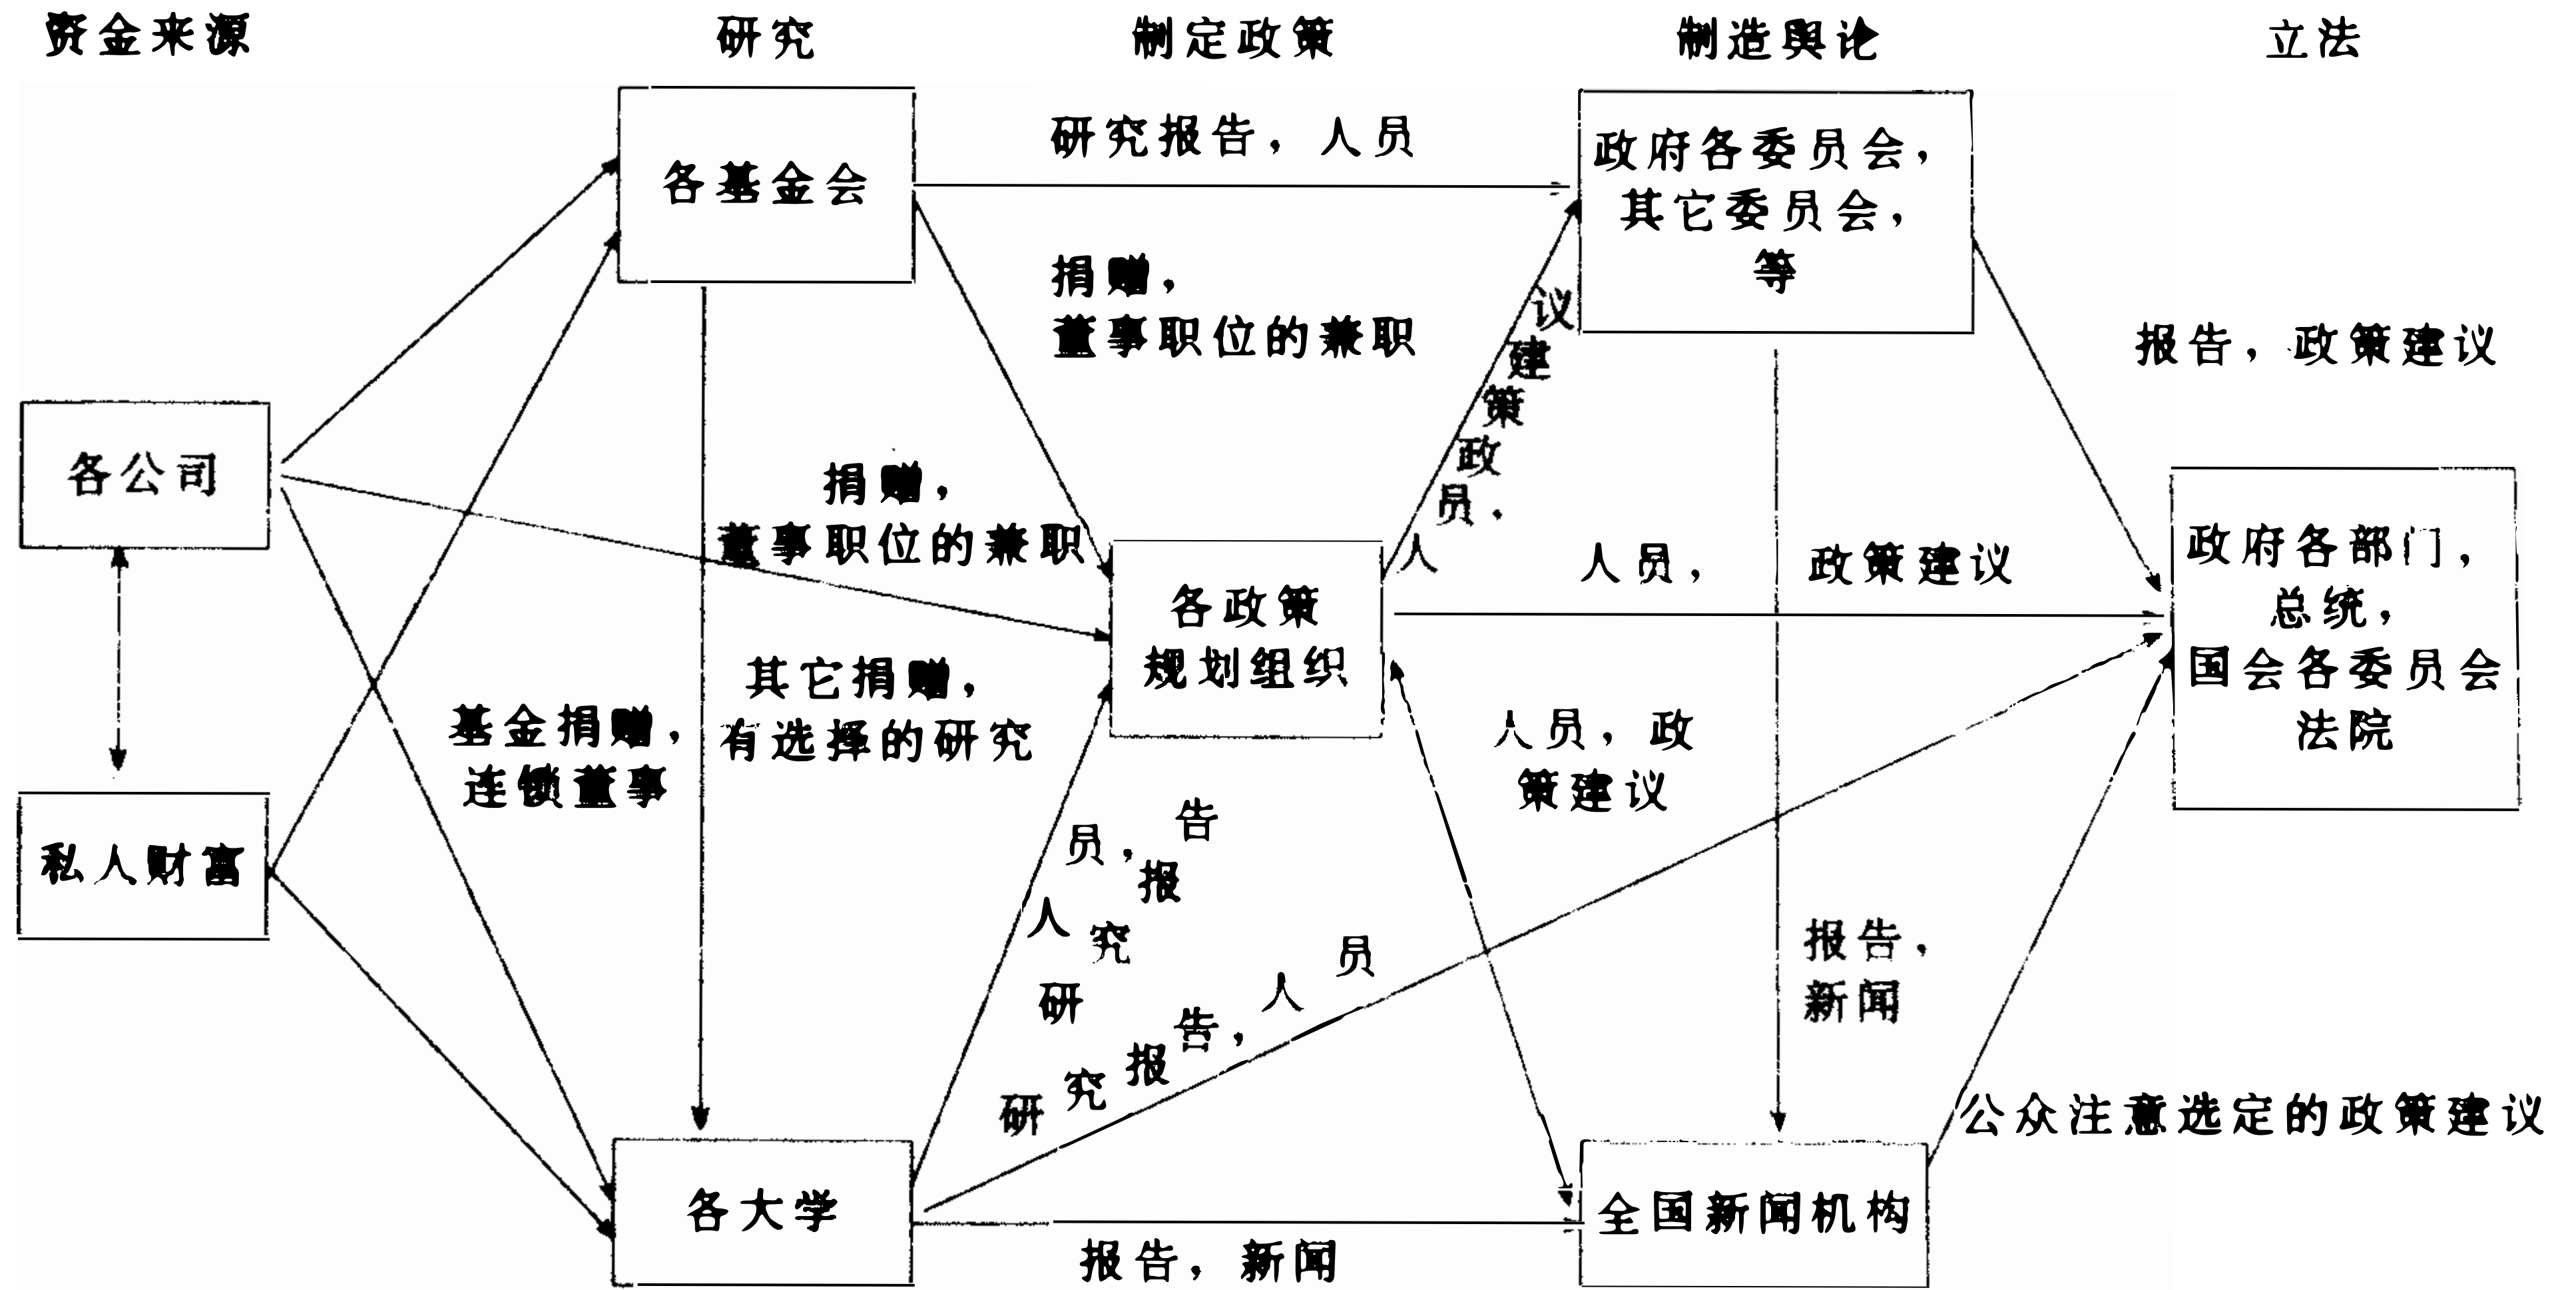 资金来源
研究
制定政策
制造舆论
立法
各基金会
研究报告，人员
政府各委员会，
其它委员会，
等
捐赠，
董事职位的兼职
人员，政策建议
报告，政策建议
各公司
捐赠，
董事职位的兼职
各政策
规划组织
人员，政策建议
政府各部门，
总统，
国会各委员会
法院
基金捐赠，
连锁董事
其它捐赠，
有选择的研究
人员，政
策建议
私人财富
研究报告，
人员，
研究报告，人员
报告，
新闻
公众注意选定的政策建议
各大学
报告，新闻
全国新闻机构